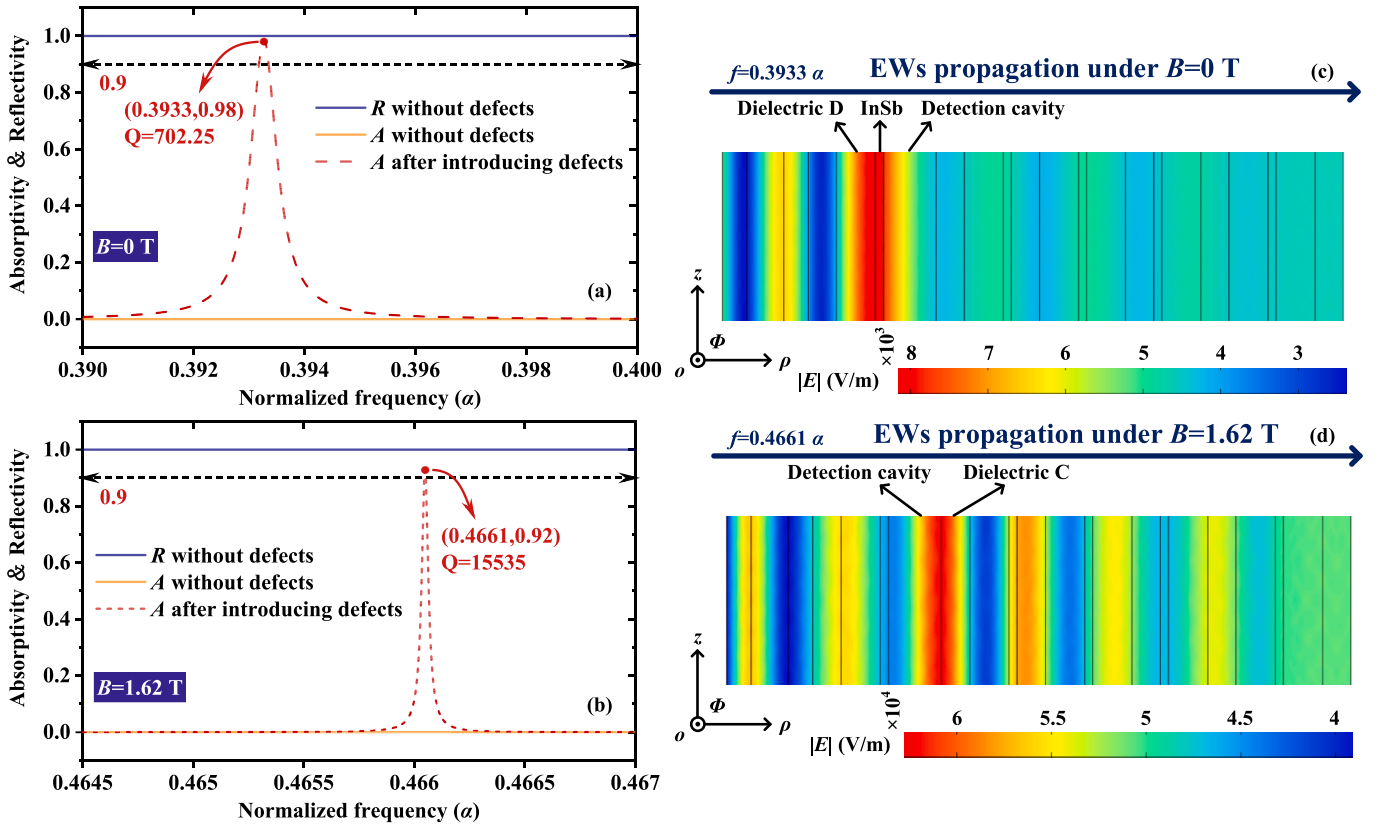 Absorptivity & Reflectivity
1.0
0.8
0.6
0.4
0.2
0.0
0.9
(0.3933,0.98)
Q=702.25
R without defects
A without defects
A after introducing defects
B=0 T
(a)
0.390
0.392
0.394
0.396
0.398
0.400
Normalized frequency (α)
f=0.3933 α
EWs propagation under B=0 T
(c)
Dielectric D
InSb
Detection cavity
z
Φ
o
ρ
×10³
8
7
6
5
4
3
|E| (V/m)
Absorptivity & Reflectivity
1.0
0.8
0.6
0.4
0.2
0.0
0.9
(0.4661,0.92)
Q=15535
R without defects
A without defects
A after introducing defects
B=1.62 T
(b)
0.4645
0.465
0.4655
0.466
0.4665
0.467
Normalized frequency (α)
f=0.4661 α
EWs propagation under B=1.62 T
(d)
Detection cavity
Dielectric C
z
Φ
o
ρ
×10⁴
6
5.5
5
4.5
4
|E| (V/m)